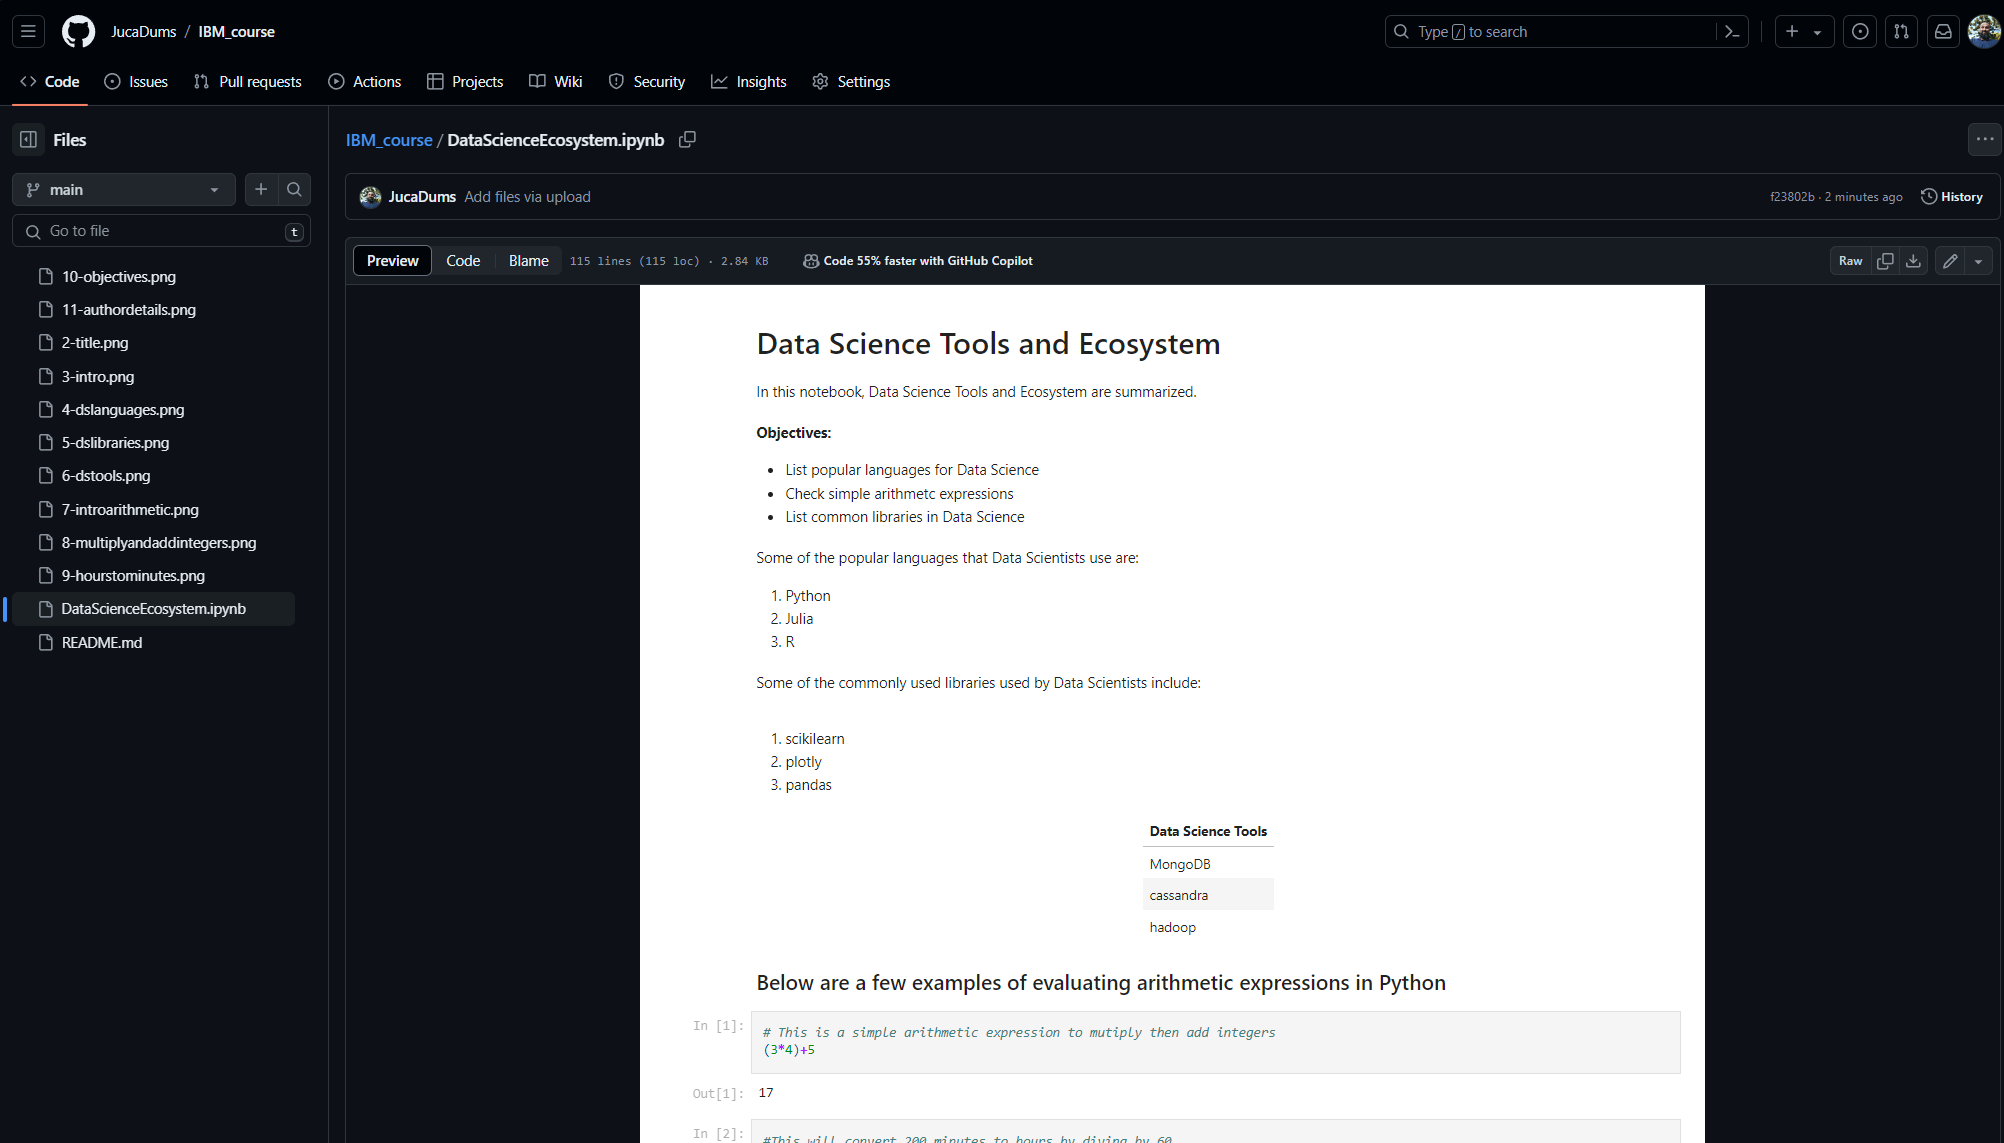 JucaDums / IBM_course
Type / to search
Code Issues Pull requests Actions Projects Wiki Security Insights Settings
Files
main
Go to file t
10-objectives.png
11-authordetails.png
2-title.png
3-intro.png
4-dslanguages.png
5-dslibraries.png
6-dstools.png
7-introarithmetic.png
8-multiplyandaddintegers.png
9-hourstominutes.png
DataScienceEcosystem.ipynb
README.md
IBM_course / DataScienceEcosystem.ipynb
JucaDums Add files via upload f23802b · 2 minutes ago History
Preview Code Blame 115 lines (115 loc) · 2.84 KB Code 55% faster with GitHub Copilot Raw
Data Science Tools and Ecosystem
In this notebook, Data Science Tools and Ecosystem are summarized.
Objectives:
• List popular languages for Data Science
• Check simple arithmetc expressions
• List common libraries in Data Science
Some of the popular languages that Data Scientists use are:
1. Python
2. Julia
3. R
Some of the commonly used libraries used by Data Scientists include:
1. scikilearn
2. plotly
3. pandas
Data Science Tools
MongoDB
cassandra
hadoop
Below are a few examples of evaluating arithmetic expressions in Python
In [1]: # This is a simple arithmetic expression to mutiply then add integers
(3*4)+5
Out[1]: 17
In [2]: #This will convert 200 minutes to hours by diving by 60